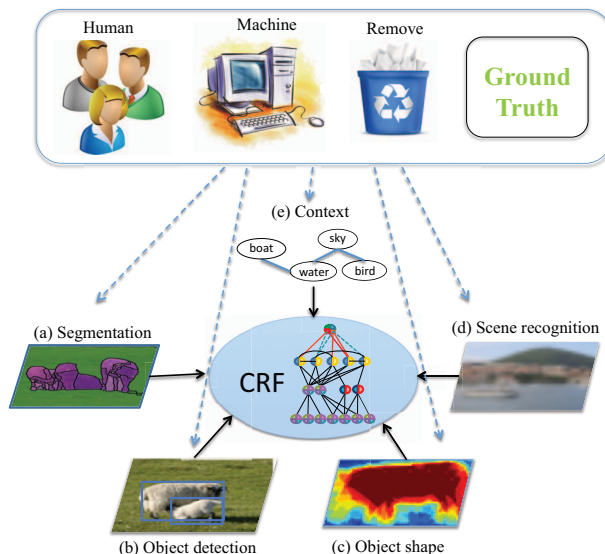 Human
Machine
Remove
Ground
Truth
(e) Context
sky
boat
water
bird
(a) Segmentation
(d) Scene recognition
CRF
(b) Object detection
(c) Object shape